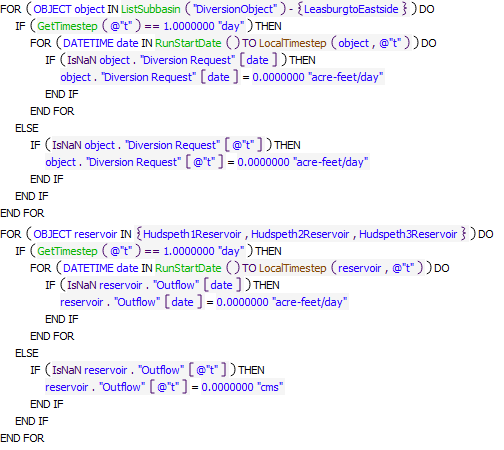 FOR ( OBJECT object IN ListSubbasin ( "DiversionObject" ) - { LeasburgtoEastside } ) DO
IF ( GetTimestep ( @"t" ) == 1.0000000 "day" ) THEN
FOR ( DATETIME date IN RunStartDate ( ) TO LocalTimestep ( object , @"t" ) ) DO
IF ( IsNaN object . "Diversion Request" [ date ] ) THEN
object . "Diversion Request" [ date ] = 0.0000000 "acre-feet/day"
END IF
END FOR
ELSE
IF ( IsNaN object . "Diversion Request" [ @"t" ] ) THEN
object . "Diversion Request" [ @"t" ] = 0.0000000 "acre-feet/day"
END IF
END IF
END FOR
FOR ( OBJECT reservoir IN { Hudspeth1Reservoir , Hudspeth2Reservoir , Hudspeth3Reservoir } ) DO
IF ( GetTimestep ( @"t" ) == 1.0000000 "day" ) THEN
FOR ( DATETIME date IN RunStartDate ( ) TO LocalTimestep ( reservoir , @"t" ) ) DO
IF ( IsNaN reservoir . "Outflow" [ date ] ) THEN
reservoir . "Outflow" [ date ] = 0.0000000 "acre-feet/day"
END IF
END FOR
ELSE
IF ( IsNaN reservoir . "Outflow" [ @"t" ] ) THEN
reservoir . "Outflow" [ @"t" ] = 0.0000000 "cms"
END IF
END IF
END FOR